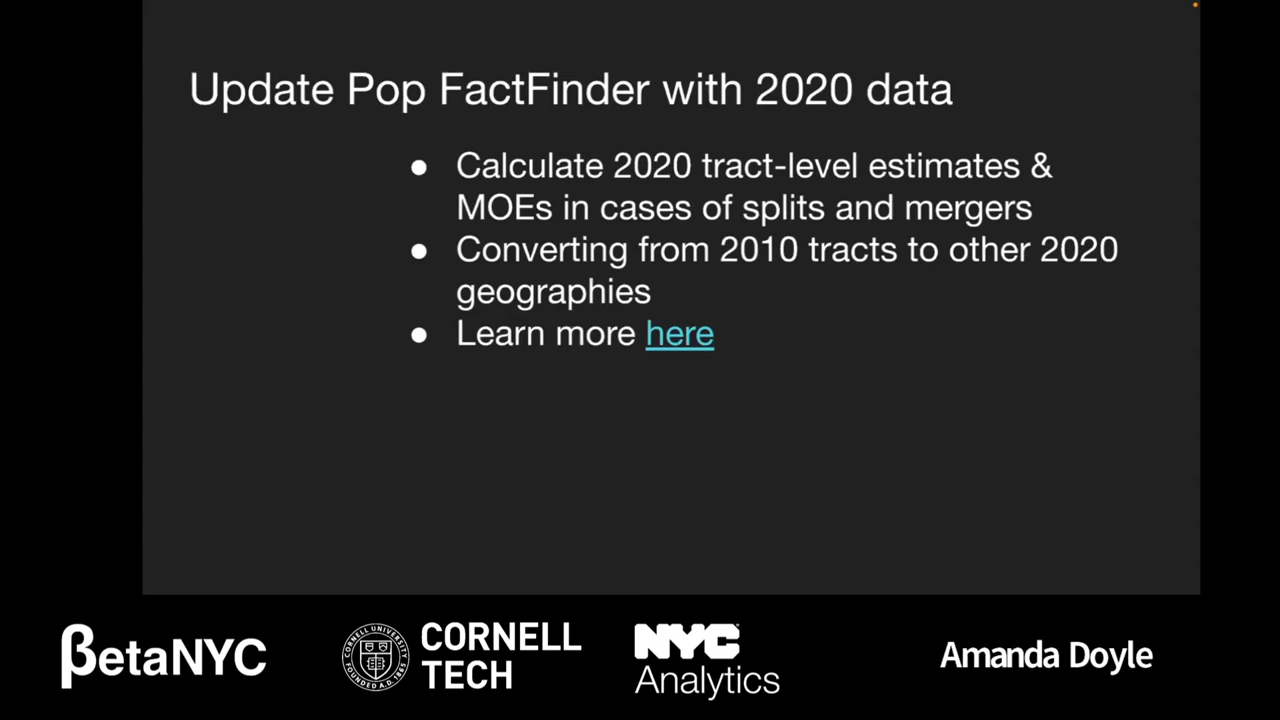 Update Pop FactFinder with 2020 data
● Calculate 2020 tract-level estimates &
MOEs in cases of splits and mergers
● Converting from 2010 tracts to other 2020
geographies
● Learn more here
βetaNYC
CORNELL
TECH
NYC
Analytics
Amanda Doyle